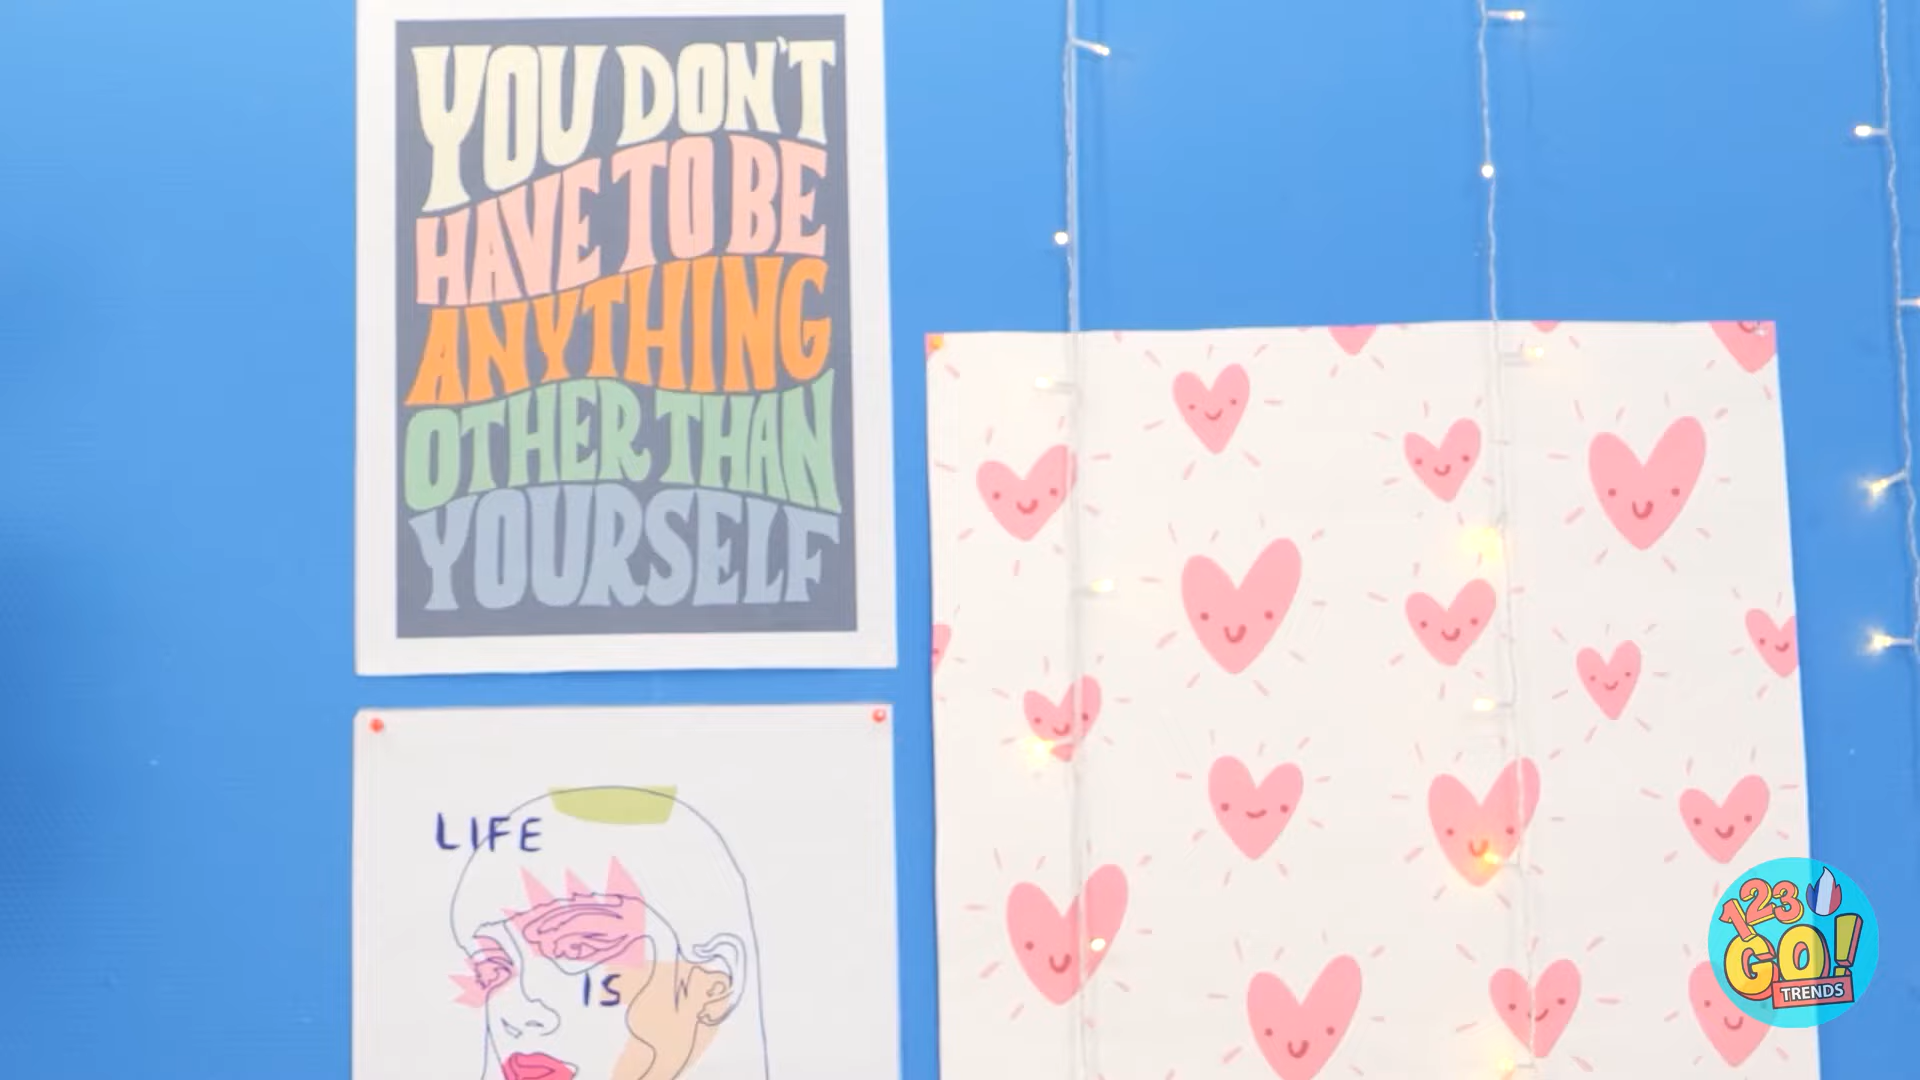 YOU DON'T
HAVE TO BE
ANYTHING
OTHER THAN
YOURSELF
LIFE
IS
123
GO!
TRENDS